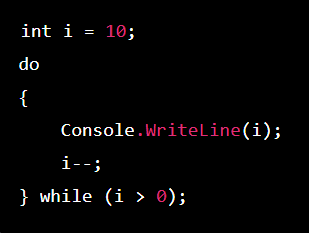 int i = 10;
do
{
    Console.WriteLine(i);
    i--;
} while (i > 0);